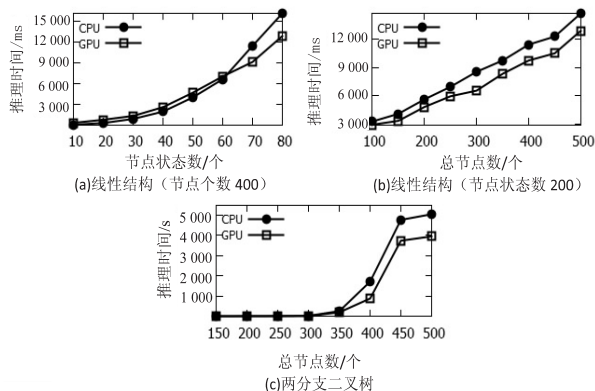 推理时间/ms
15 000
12 000
9 000
6 000
3 000
CPU
GPU
10 20 30 40 50 60 70 80
节点状态数/个
(a)线性结构（节点个数 400）
推理时间/ms
12 000
9 000
6 000
3 000
CPU
GPU
100 200 300 400 500
总节点数/个
(b)线性结构（节点状态数 200）
推理时间/s
5 000
4 000
3 000
2 000
1 000
CPU
GPU
150 200 250 300 350 400 450 500
总节点数/个
(c)两分支二叉树